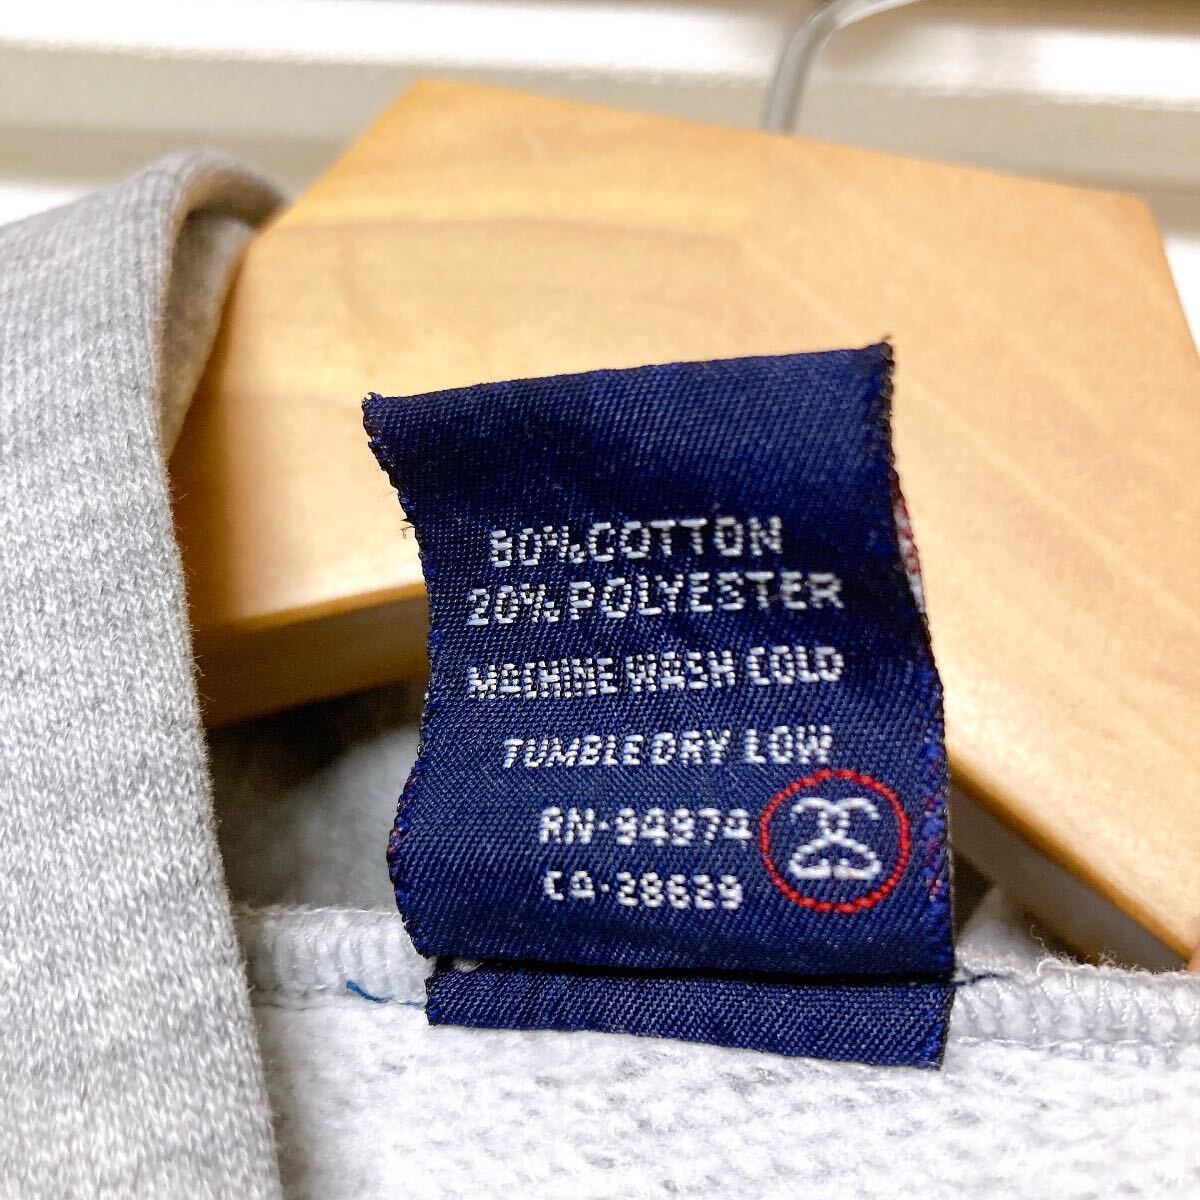 80% COTTON
20% POLYESTER
MACHINE WASH COLD
TUMBLE DRY LOW
RN-94974
CA-28629